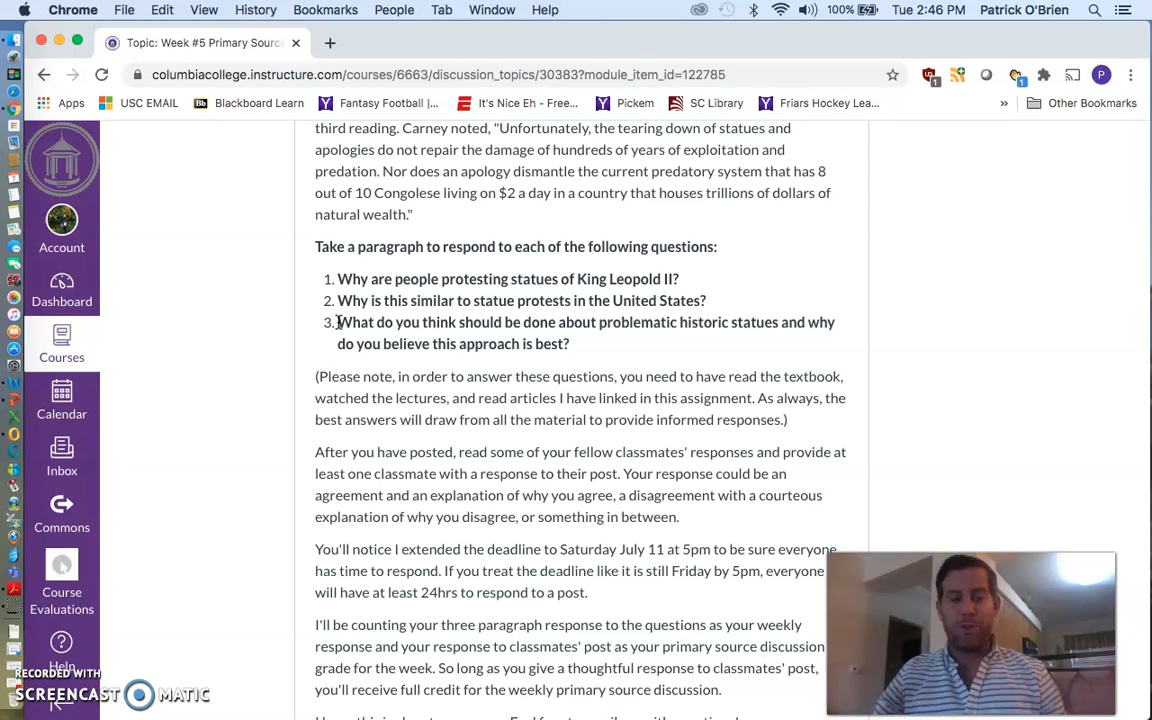 Chrome File Edit View History Bookmarks People Tab Window Help 100% Tue 2:46 PM Patrick O'Brien
Topic: Week #5 Primary Sourc
columbiacollege.instructure.com/courses/6663/discussion_topics/30383?module_item_id=122785
Apps USC EMAIL Bb Blackboard Learn Fantasy Football |... It's Nice Eh - Free... Pickem SC Library Friars Hockey Lea... » Other Bookmarks
third reading. Carney noted, "Unfortunately, the tearing down of statues and
apologies do not repair the damage of hundreds of years of exploitation and
predation. Nor does an apology dismantle the current predatory system that has 8
out of 10 Congolese living on $2 a day in a country that houses trillions of dollars of
natural wealth."
Take a paragraph to respond to each of the following questions:
1. Why are people protesting statues of King Leopold II?
2. Why is this similar to statue protests in the United States?
3. What do you think should be done about problematic historic statues and why
do you believe this approach is best?
(Please note, in order to answer these questions, you need to have read the textbook,
watched the lectures, and read articles I have linked in this assignment. As always, the
best answers will draw from all the material to provide informed responses.)
After you have posted, read some of your fellow classmates' responses and provide at
least one classmate with a response to their post. Your response could be an
agreement and an explanation of why you agree, a disagreement with a courteous
explanation of why you disagree, or something in between.
You'll notice I extended the deadline to Saturday July 11 at 5pm to be sure everyone
has time to respond. If you treat the deadline like it is still Friday by 5pm, everyone
will have at least 24hrs to respond to a post.
I'll be counting your three paragraph response to the questions as your weekly
response and your response to classmates' post as your primary source discussion
grade for the week. So long as you give a thoughtful response to classmates' post,
you'll receive full credit for the weekly primary source discussion.
Account
Dashboard
Courses
Calendar
Inbox
Commons
Course
Evaluations
Help
RECORDED WITH
SCREENCAST MATIC